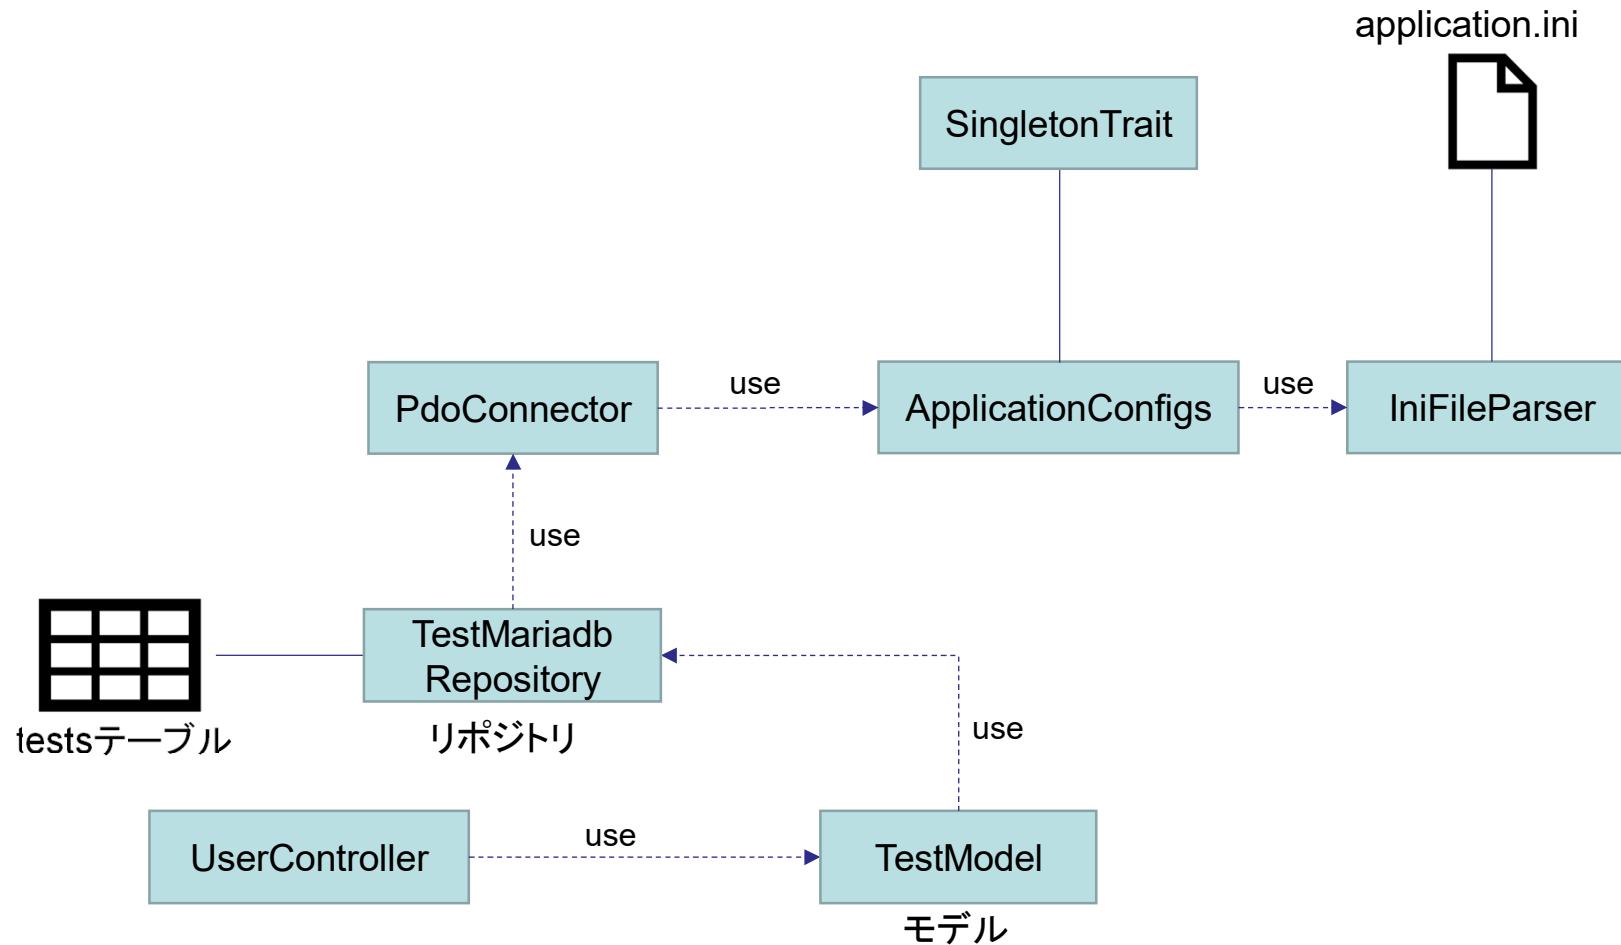 application.ini
SingletonTrait
PdoConnector
use
ApplicationConfigs
use
IniFileParser
use
TestMariadb
Repository
testsテーブル
リポジトリ
use
UserController
use
TestModel
モデル